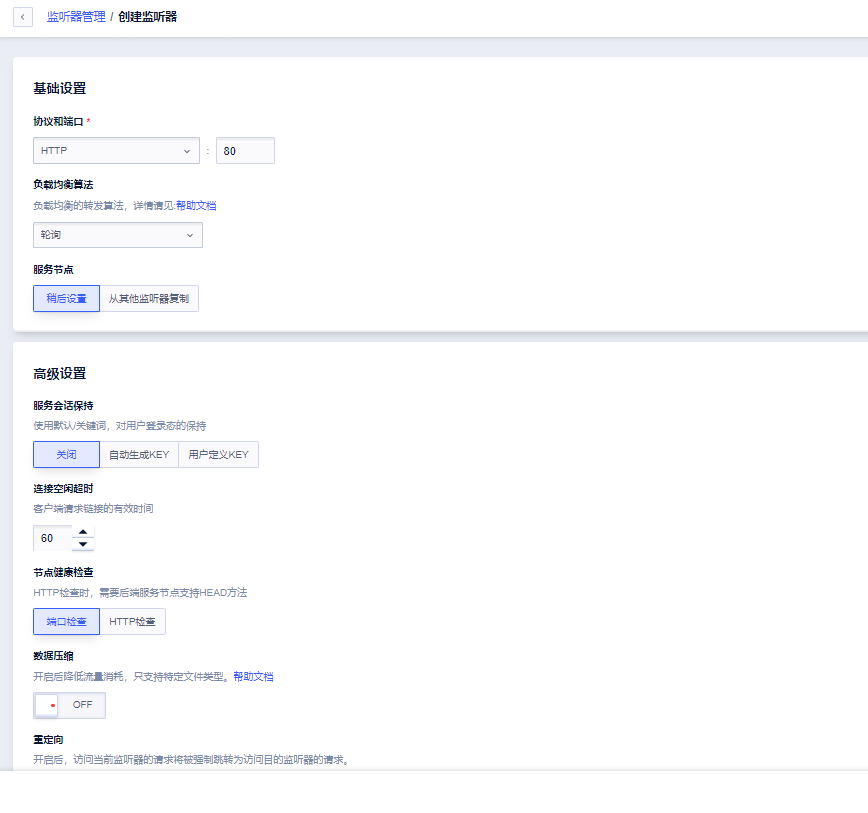 监听器管理 / 创建监听器
基础设置
协议和端口 *
HTTP : 80
负载均衡算法
负载均衡的转发算法，详情请见:帮助文档
轮询
服务节点
稍后设置 从其他监听器复制
高级设置
服务会话保持
使用默认/关键词，对用户登录态的保持
关闭 自动生成KEY 用户定义KEY
连接空闲超时
客户端请求链接的有效时间
60
节点健康检查
HTTP检查时，需要后端服务节点支持HEAD方法
端口检查 HTTP检查
数据压缩
开启后降低流量消耗，只支持特定文件类型。帮助文档
OFF
重定向
开启后，访问当前监听器的请求将被强制跳转为访问目的监听器的请求。